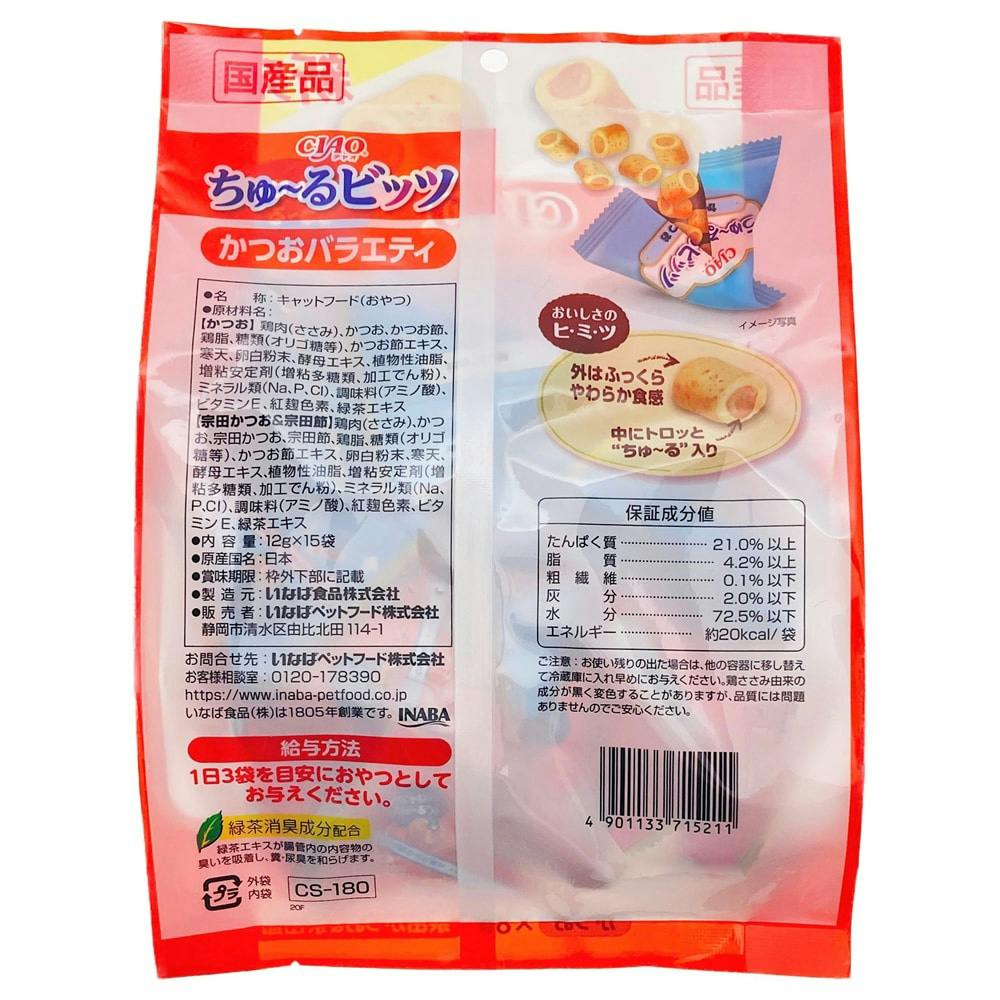 国産品
CIAO
チャオ
ちゅ〜るビッツ
かつおバラエティ
●名　称：キャットフード(おやつ)
●原材料名：
【かつお】鶏肉(ささみ)、かつお、かつお節、
鶏脂、糖類(オリゴ糖等)、かつお節エキス、
寒天、卵白粉末、酵母エキス、植物性油脂、
増粘安定剤(増粘多糖類、加工でん粉)、
ミネラル類(Na、P、Cl)、調味料(アミノ酸)、
ビタミンE、紅麹色素、緑茶エキス
【宗田かつお&宗田節】鶏肉(ささみ)、かつ
お、宗田かつお、宗田節、鶏脂、糖類(オリゴ
糖等)、かつお節エキス、卵白粉末、寒天、
酵母エキス、植物性油脂、増粘安定剤(増
粘多糖類、加工でん粉)、ミネラル類(Na、
P、Cl)、調味料(アミノ酸)、紅麹色素、ビタ
ミンE、緑茶エキス
●内 容 量：12g×15袋
●原産国名：日本
●賞味期限：枠外下部に記載
●製 造 元：いなば食品株式会社
●販 売 者：いなばペットフード株式会社
静岡市清水区由比北田114-1
お問合せ先：いなばペットフード株式会社
お客様相談室：0120-178390
https://www.inaba-petfood.co.jp
いなば食品(株)は1805年創業です。 INABA
給与方法
1日3袋を目安におやつとして
お与えください。
緑茶消臭成分配合
緑茶エキスが腸管内の内容物の
臭いを吸着し、糞・尿臭を和らげます。
プラ
外袋
内袋
CS-180
20F
CIAO
ちゅ〜る
ビッツ
イメージ写真
おいしさの
ヒ・ミ・ツ
外はふっくら
やわらか食感
中にトロッと
“ちゅ〜る”入り
保証成分値
たんぱく質 ………… 21.0% 以上
脂　質 ………… 4.2% 以上
粗 繊 維 ………… 0.1% 以下
灰　分 ………… 2.0% 以下
水　分 ………… 72.5% 以下
エネルギー ………… 約20kcal/袋
ご注意：お使い残りの出た場合は、他の容器に移し替え
て冷蔵庫に入れ早めにお与えください。鶏ささみ由来の
成分が黒く変色することがありますが、品質には問題
ありませんのでご安心ください。
4 901133 715211